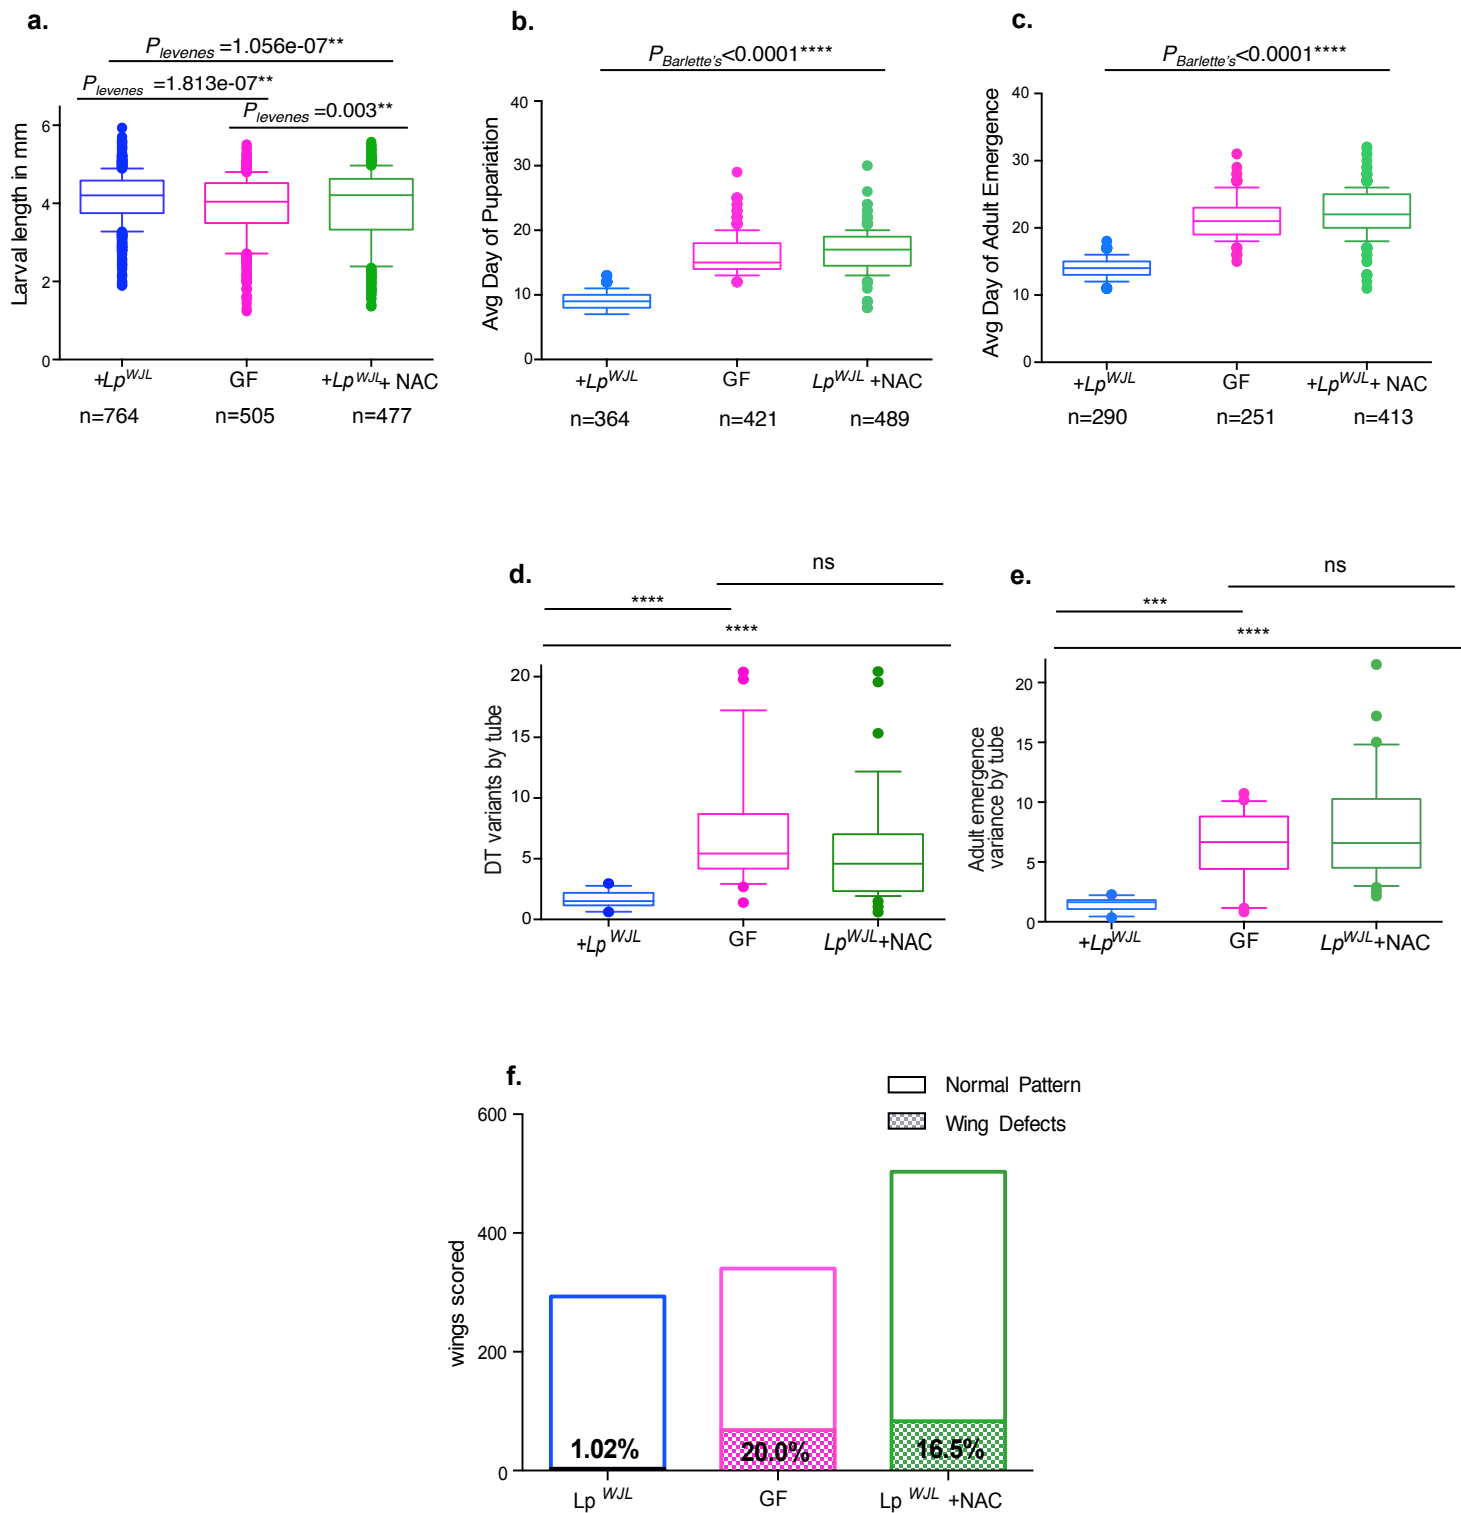 a.
P levenes =1.056e-07**
P levenes =1.813e-07**
P levenes =0.003**
Larval length in mm
6
4
2
0
+Lp WJL
GF
+Lp WJL + NAC
n=764
n=505
n=477
b.
P Barlette's <0.0001****
Avg Day of Pupariation
40
30
20
10
0
+Lp WJL
GF
Lp WJL +NAC
n=364
n=421
n=489
c.
P Barlette's <0.0001****
Avg Day of Adult Emergence
40
30
20
10
0
+Lp WJL
GF
+Lp WJL + NAC
n=290
n=251
n=413
d.
ns
****
****
DT variants by tube
20
15
10
5
0
+Lp WJL
GF
Lp WJL +NAC
e.
ns
***
****
Adult emergence
variance by tube
20
15
10
5
0
+Lp WJL
GF
Lp WJL +NAC
f.
Normal Pattern
Wing Defects
wings scored
600
400
200
0
1.02%
20.0%
16.5%
Lp WJL
GF
Lp WJL +NAC